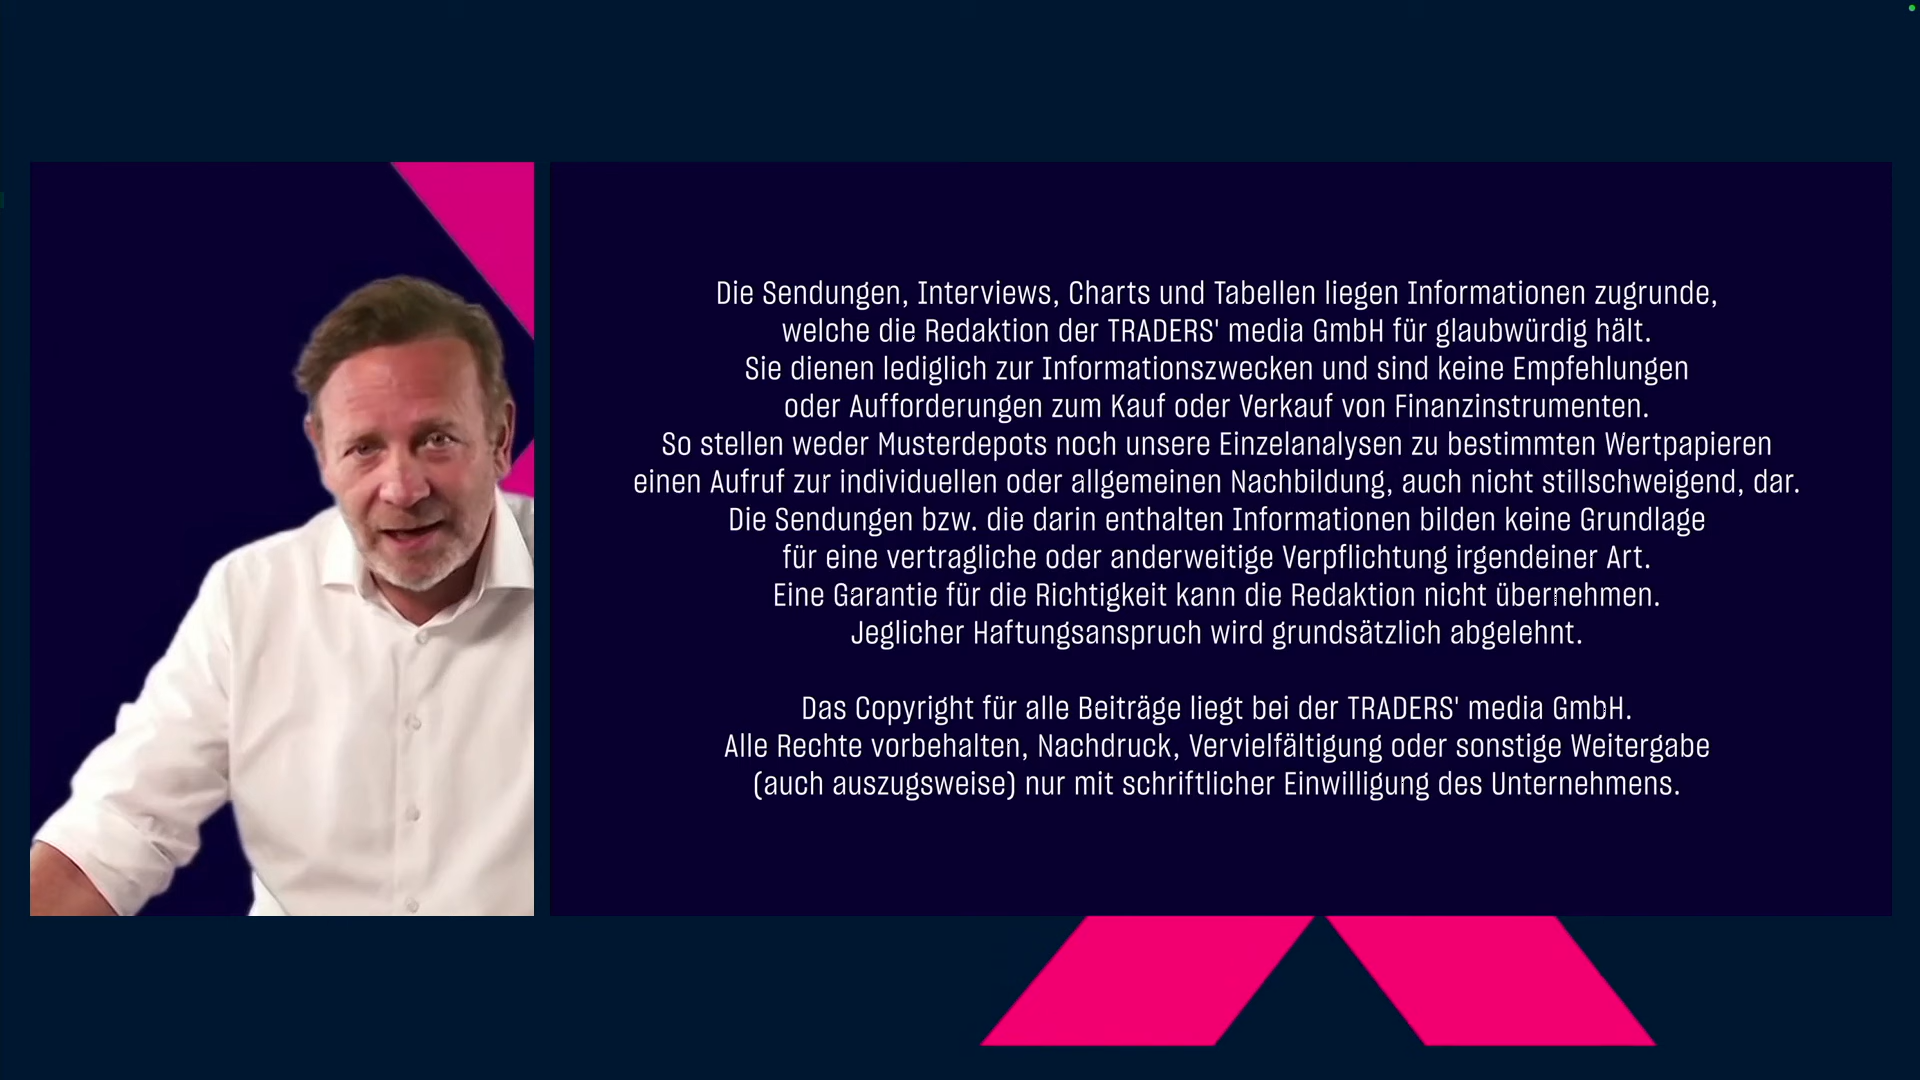 Die Sendungen, Interviews, Charts und Tabellen liegen Informationen zugrunde,
welche die Redaktion der TRADERS' media GmbH für glaubwürdig hält.
Sie dienen lediglich zur Informationszwecken und sind keine Empfehlungen
oder Aufforderungen zum Kauf oder Verkauf von Finanzinstrumenten.
So stellen weder Musterdepots noch unsere Einzelanalysen zu bestimmten Wertpapieren
einen Aufruf zur individuellen oder allgemeinen Nachbildung, auch nicht stillschweigend, dar.
Die Sendungen bzw. die darin enthalten Informationen bilden keine Grundlage
für eine vertragliche oder anderweitige Verpflichtung irgendeiner Art.
Eine Garantie für die Richtigkeit kann die Redaktion nicht übernehmen.
Jeglicher Haftungsanspruch wird grundsätzlich abgelehnt.
Das Copyright für alle Beiträge liegt bei der TRADERS' media GmbH.
Alle Rechte vorbehalten, Nachdruck, Vervielfältigung oder sonstige Weitergabe
(auch auszugsweise) nur mit schriftlicher Einwilligung des Unternehmens.